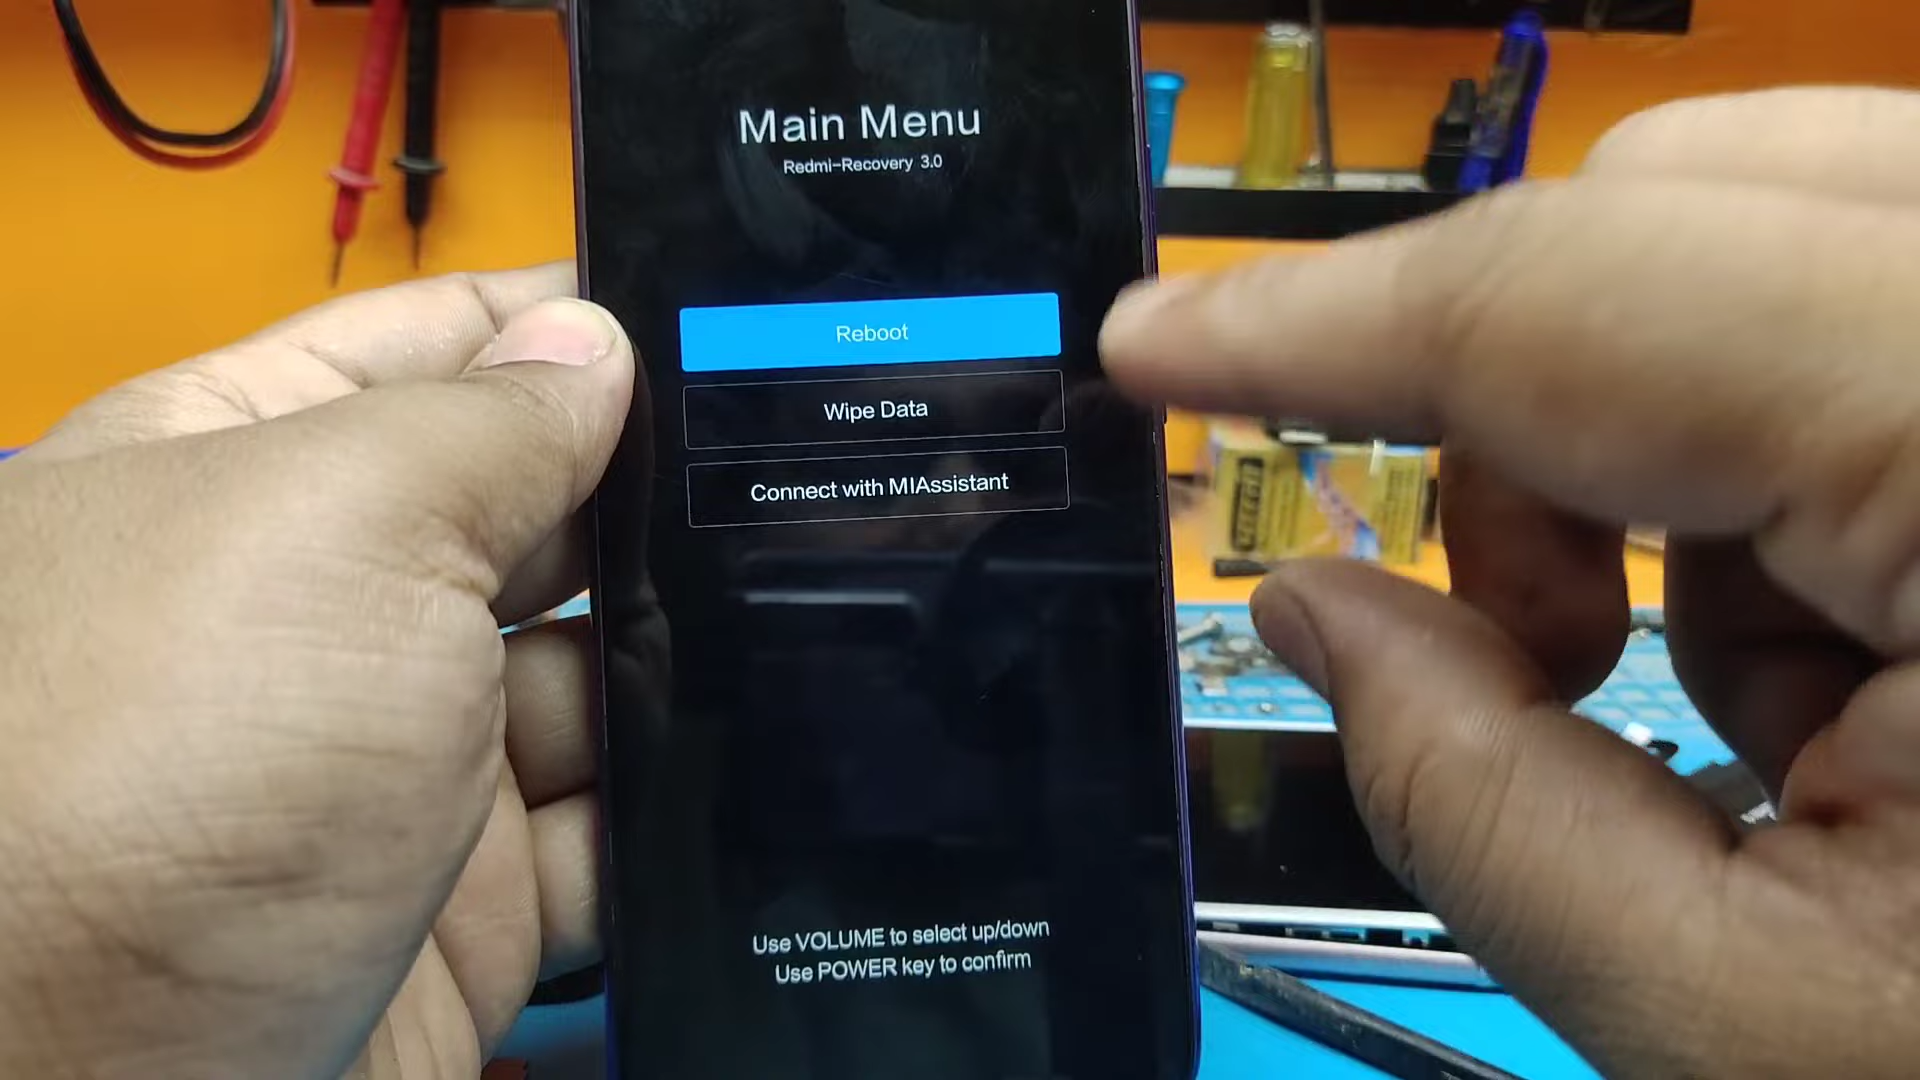 Main Menu
Redmi-Recovery 3.0
Reboot
Wipe Data
Connect with MIAssistant
Use VOLUME to select up/down
Use POWER key to confirm